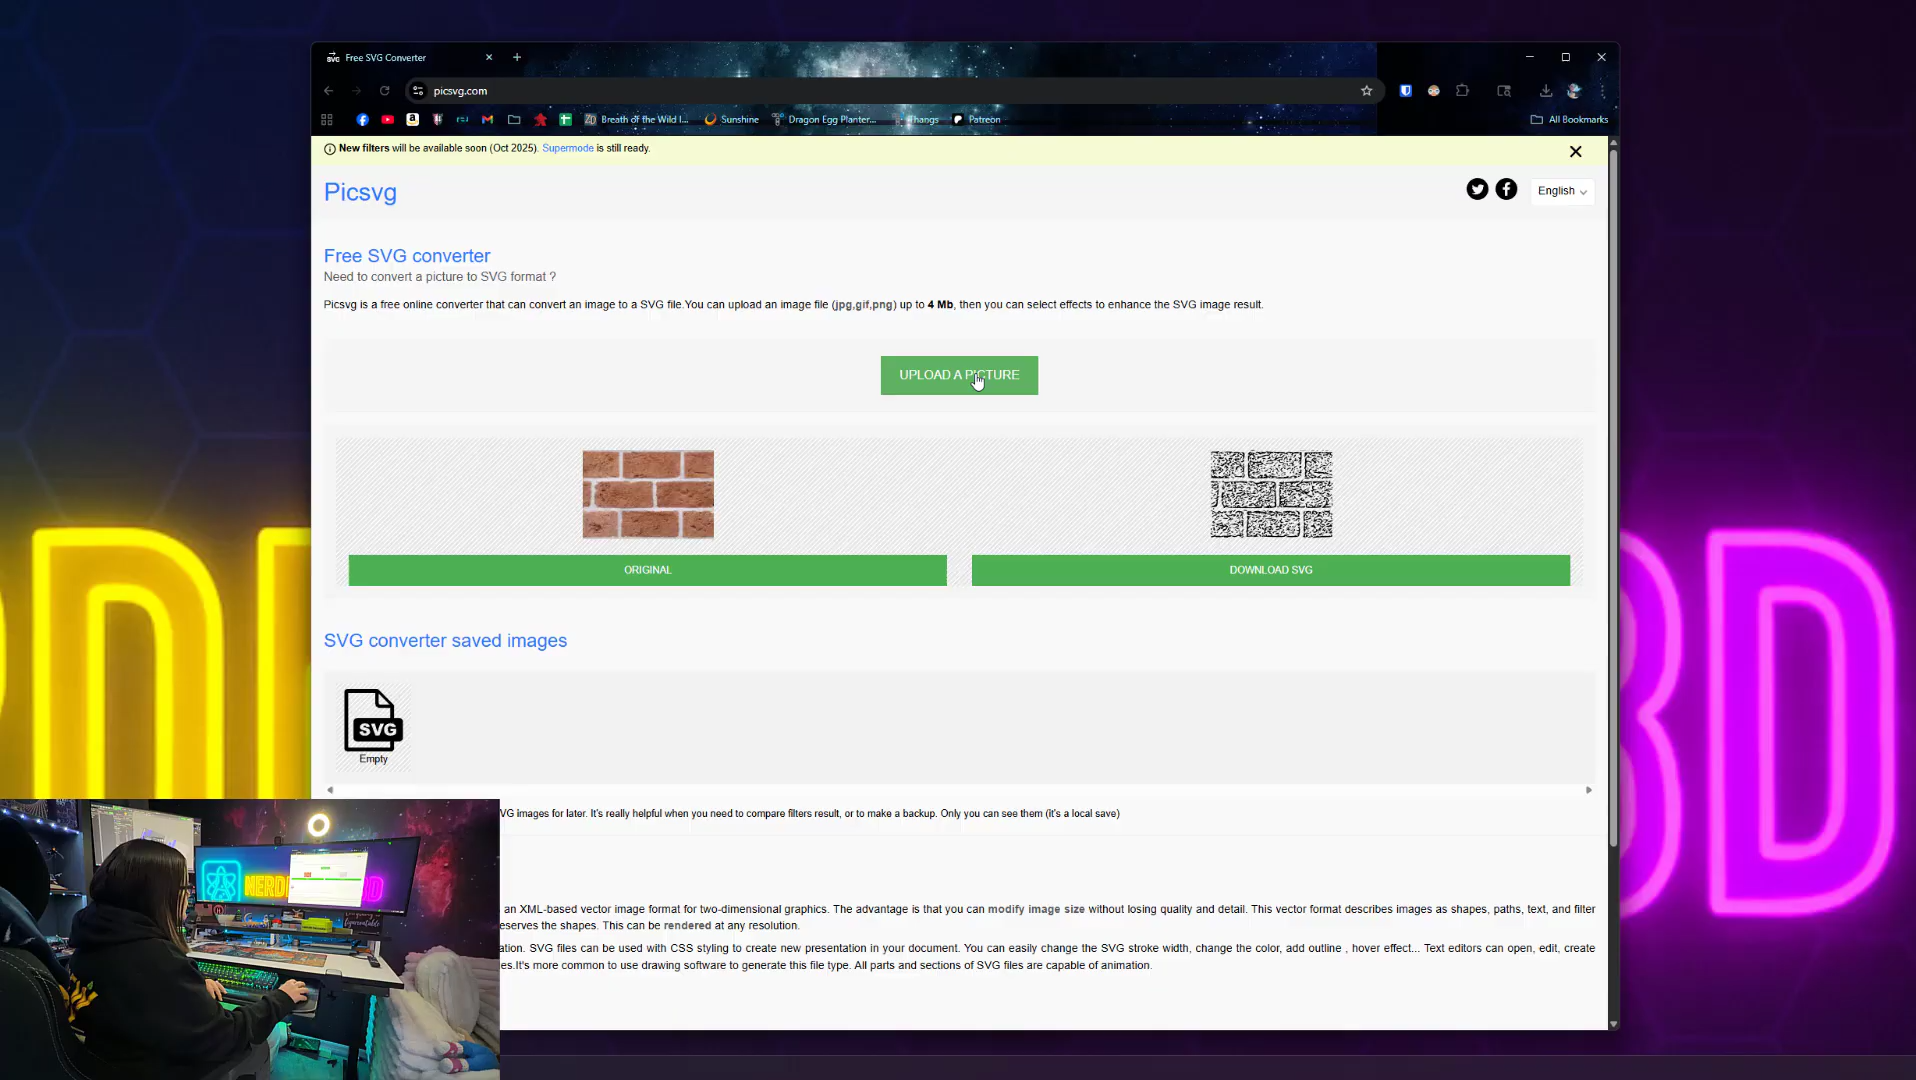 Free SVG Converter
picsvg.com
Breath of the Wild I...
Sunshine
Dragon Egg Planter...
Thangs
Patreon
All Bookmarks
New filters will be available soon (Oct 2025). Supermode is still ready.
Picsvg
English
Free SVG converter
Need to convert a picture to SVG format ?
Picsvg is a free online converter that can convert an image to a SVG file.You can upload an image file (jpg,gif,png) up to 4 Mb, then you can select effects to enhance the SVG image result.
UPLOAD A PICTURE
ORIGINAL
DOWNLOAD SVG
SVG converter saved images
SVG
Empty
VG images for later. It's really helpful when you need to compare filters result, or to make a backup. Only you can see them (it's a local save)
an XML-based vector image format for two-dimensional graphics. The advantage is that you can modify image size without losing quality and detail. This vector format describes images as shapes, paths, text, and filter
eserves the shapes. This can be rendered at any resolution.
ation. SVG files can be used with CSS styling to create new presentation in your document. You can easily change the SVG stroke width, change the color, add outline , hover effect... Text editors can open, edit, create
es.It's more common to use drawing software to generate this file type. All parts and sections of SVG files are capable of animation.